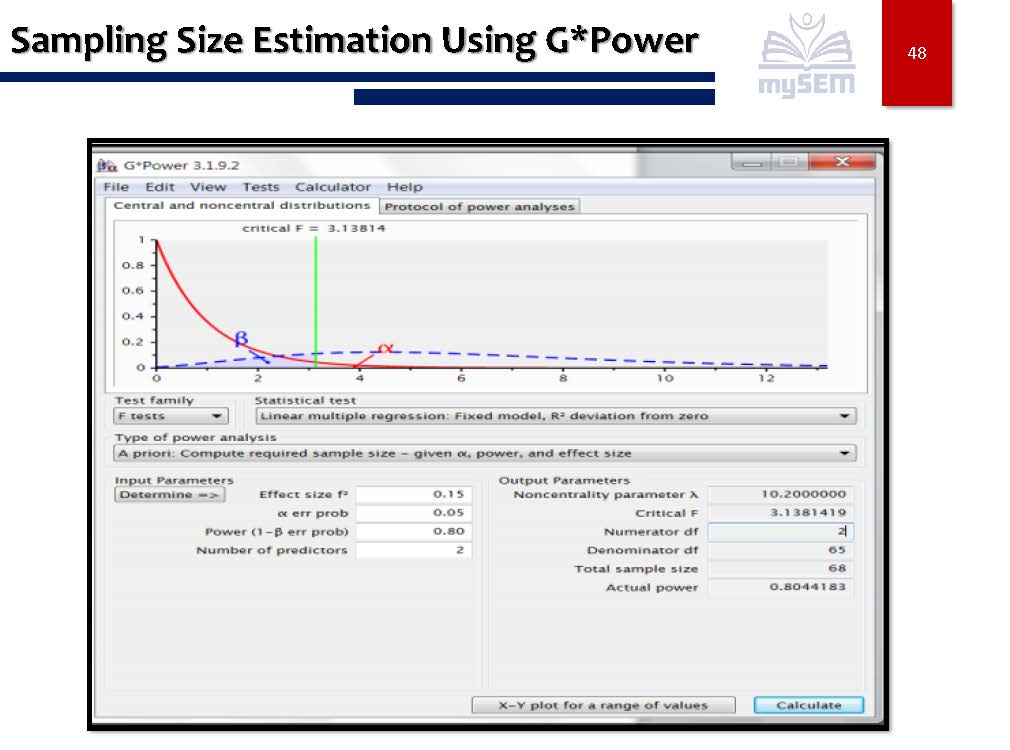 Sampling Size Estimation Using G*Power
mySEM
48
G*Power 3.1.9.2
File Edit View Tests Calculator Help
Central and noncentral distributions Protocol of power analyses
critical F = 3.13814
1
0.8
0.6
0.4
0.2
0
β
α
0 2 4 6 8 10 12
Test family Statistical test
F tests Linear multiple regression: Fixed model, R² deviation from zero
Type of power analysis
A priori: Compute required sample size – given α, power, and effect size
Input Parameters Output Parameters
Determine => Effect size f² 0.15 Noncentrality parameter λ 10.2000000
α err prob 0.05 Critical F 3.1381419
Power (1-β err prob) 0.80 Numerator df 2
Number of predictors 2 Denominator df 65
Total sample size 68
Actual power 0.8044183
X-Y plot for a range of values Calculate